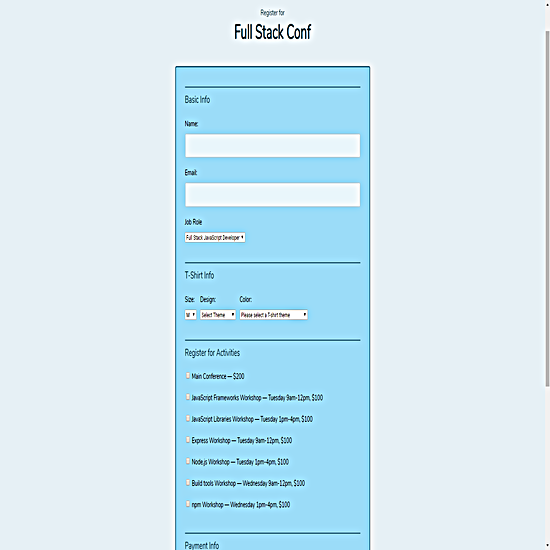 Register for
Full Stack Conf
Basic Info
Name:
Email:
Job Role
Full Stack JavaScript Developer
T-Shirt Info
Size: Design: Color:
M Select Theme Please select a T-shirt theme
Register for Activities
Main Conference — $200
JavaScript Frameworks Workshop — Tuesday 9am-12pm, $100
JavaScript Libraries Workshop — Tuesday 1pm-4pm, $100
Express Workshop — Tuesday 9am-12pm, $100
Node.js Workshop — Tuesday 1pm-4pm, $100
Build tools Workshop — Wednesday 9am-12pm, $100
npm Workshop — Wednesday 1pm-4pm, $100
Payment Info